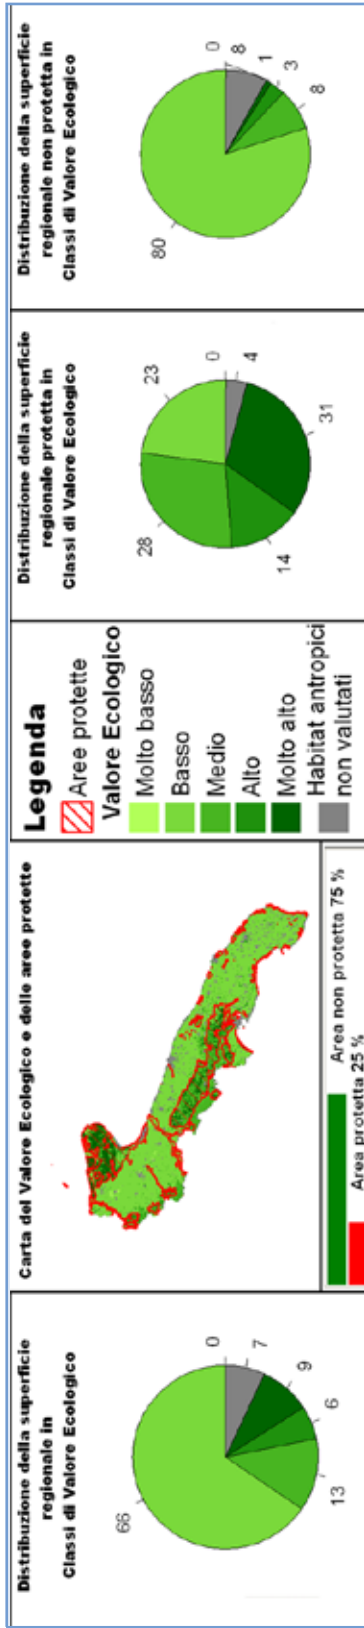 Distribuzione della superficie
regionale in
Classi di Valore Ecologico
66
0
7
9
6
13
Carta del Valore Ecologico e delle aree protette
Area non protetta 75 %
Area protetta 25 %
Legenda
Aree protette
Valore Ecologico
Molto basso
Basso
Medio
Alto
Molto alto
Habitat antropici
non valutati
Distribuzione della superficie
regionale protetta in
Classi di Valore Ecologico
23
0
4
31
14
28
Distribuzione della superficie
regionale non protetta in
Classi di Valore Ecologico
80
0
8
1
3
8